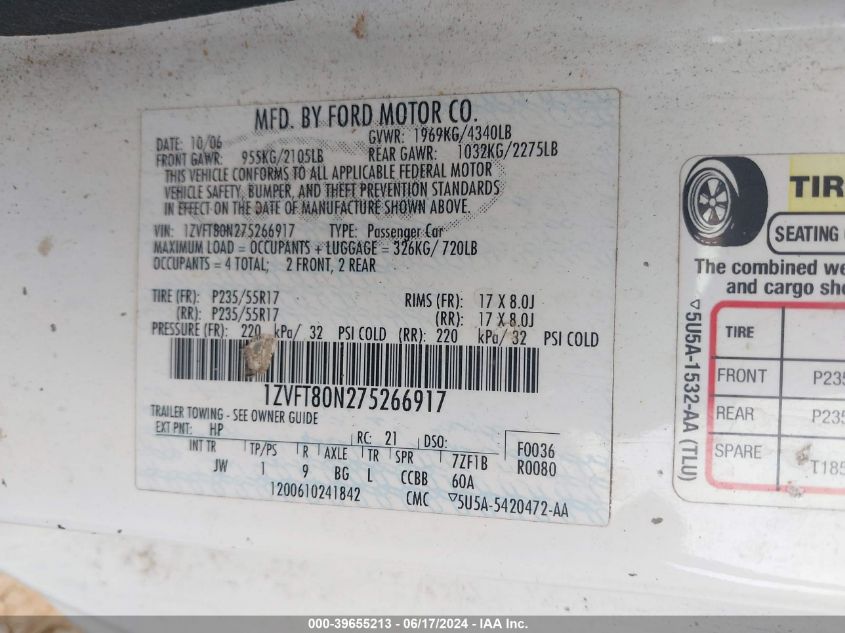 MFD. BY FORD MOTOR CO.
DATE: 10/06 GVWR: 1969KG/4340LB
FRONT GAWR: 955KG/2105LB REAR GAWR: 1032KG/2275LB
THIS VEHICLE CONFORMS TO ALL APPLICABLE FEDERAL MOTOR
VEHICLE SAFETY, BUMPER, AND THEFT PREVENTION STANDARDS
IN EFFECT ON THE DATE OF MANUFACTURE SHOWN ABOVE.
VIN: 1ZVFT80N275266917 TYPE: Passenger Car
MAXIMUM LOAD = OCCUPANTS + LUGGAGE = 326KG/ 720LB
OCCUPANTS = 4 TOTAL; 2 FRONT, 2 REAR
TIRE (FR): P235/55R17 RIMS (FR): 17 X 8.0J
(RR): P235/55R17 (RR): 17 X 8.0J
PRESSURE (FR): 220 kPa/ 32 PSI COLD (RR): 220 kPa/ 32 PSI COLD
1ZVFT80N275266917
TRAILER TOWING - SEE OWNER GUIDE
EXT PNT: HP RC: 21 DSO: F0036
INT TR TP/PS R AXLE TR SPR 7ZF1B R0080
JW 1 9 BG L CCBB 60A
1200610241842 CMC ▽5U5A-5420472-AA
TIR
SEATING
The combined we
and cargo sho
TIRE
FRONT P235
REAR P235
SPARE T185
▽5U5A-1532-AA (TLU)
000-39655213 - 06/17/2024 - IAA Inc.